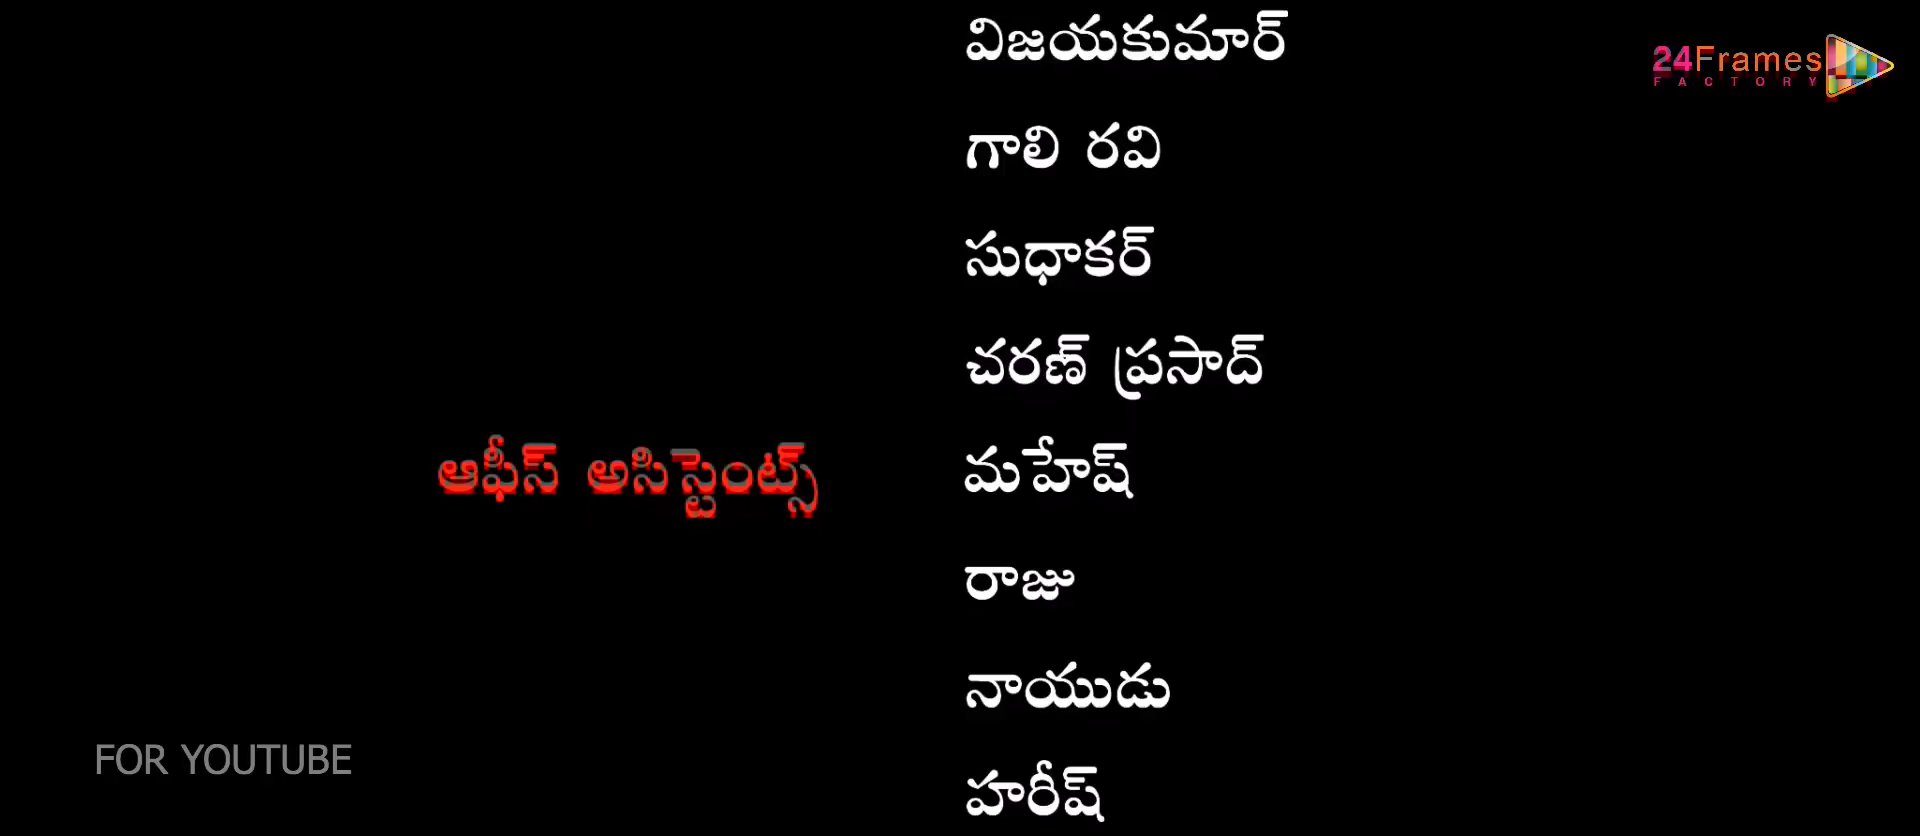 విజయకుమార్
24Frames
FACTORY
గాలి రవి
సుధాకర్
చరణ్ ప్రసాద్
ఆఫీస్ అసిస్టెంట్స్ మహేష్
రాజు
నాయుడు
FOR YOUTUBE
హరీష్